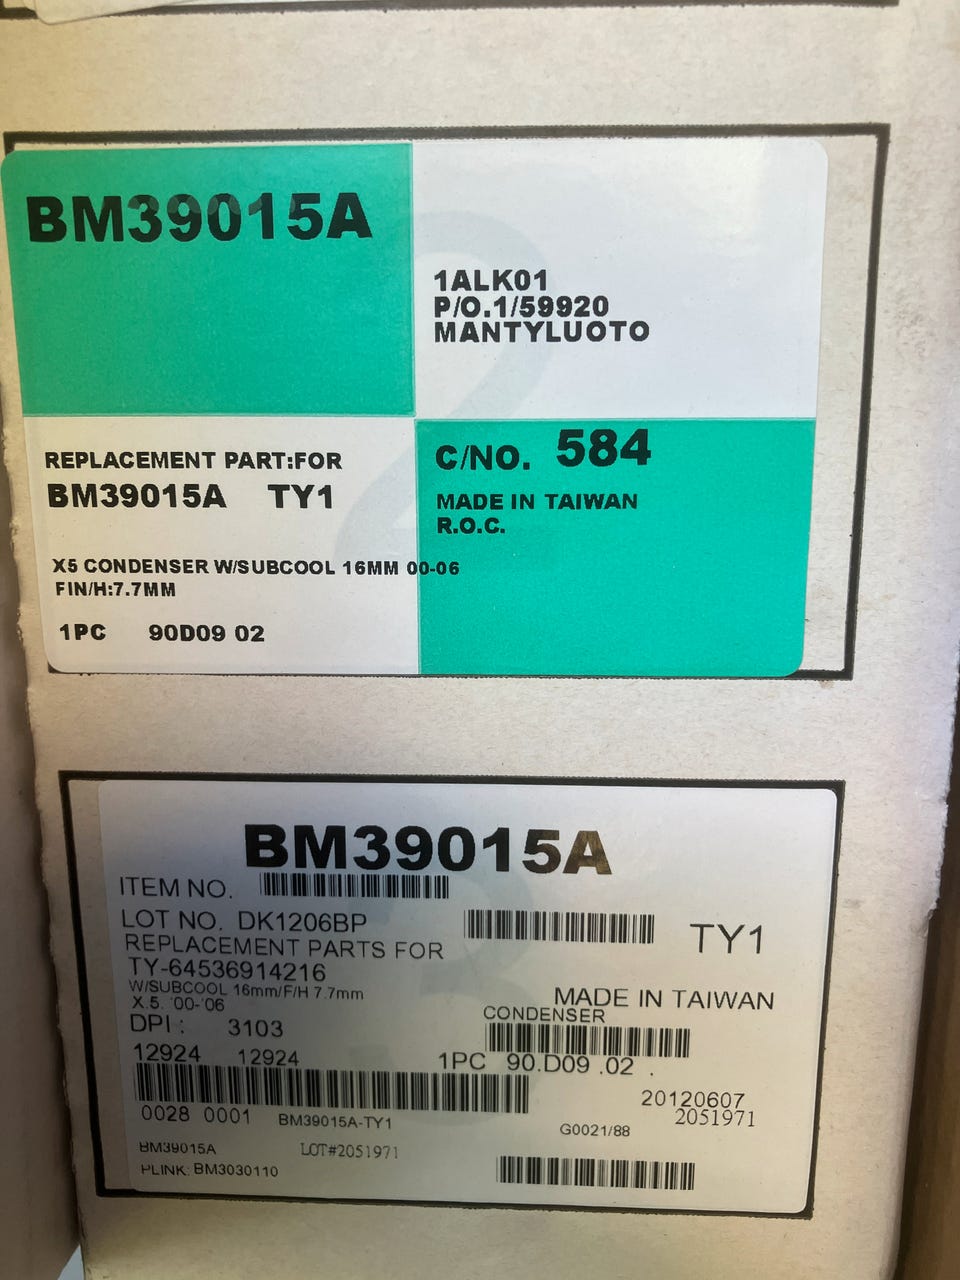 BM39015A
1ALK01
P/O.1/59920
MANTYLUOTO
REPLACEMENT PART:FOR
BM39015A TY1
X5 CONDENSER W/SUBCOOL 16MM 00-06
FIN/H:7.7MM
1PC 90D09 02
C/NO. 584
MADE IN TAIWAN
R.O.C.
BM39015A
ITEM NO.
LOT NO. DK1206BP
TY1
REPLACEMENT PARTS FOR
TY-64536914216
W/SUBCOOL 16mm/F/H 7.7mm
X.5. '00-'06
MADE IN TAIWAN
CONDENSER
DPI : 3103
12924 12924
1PC 90.D09 .02 .
20120607
2051971
0028 0001
BM39015A-TY1
G0021/88
BM39015A
LOT#2051971
PLINK: BM3030110